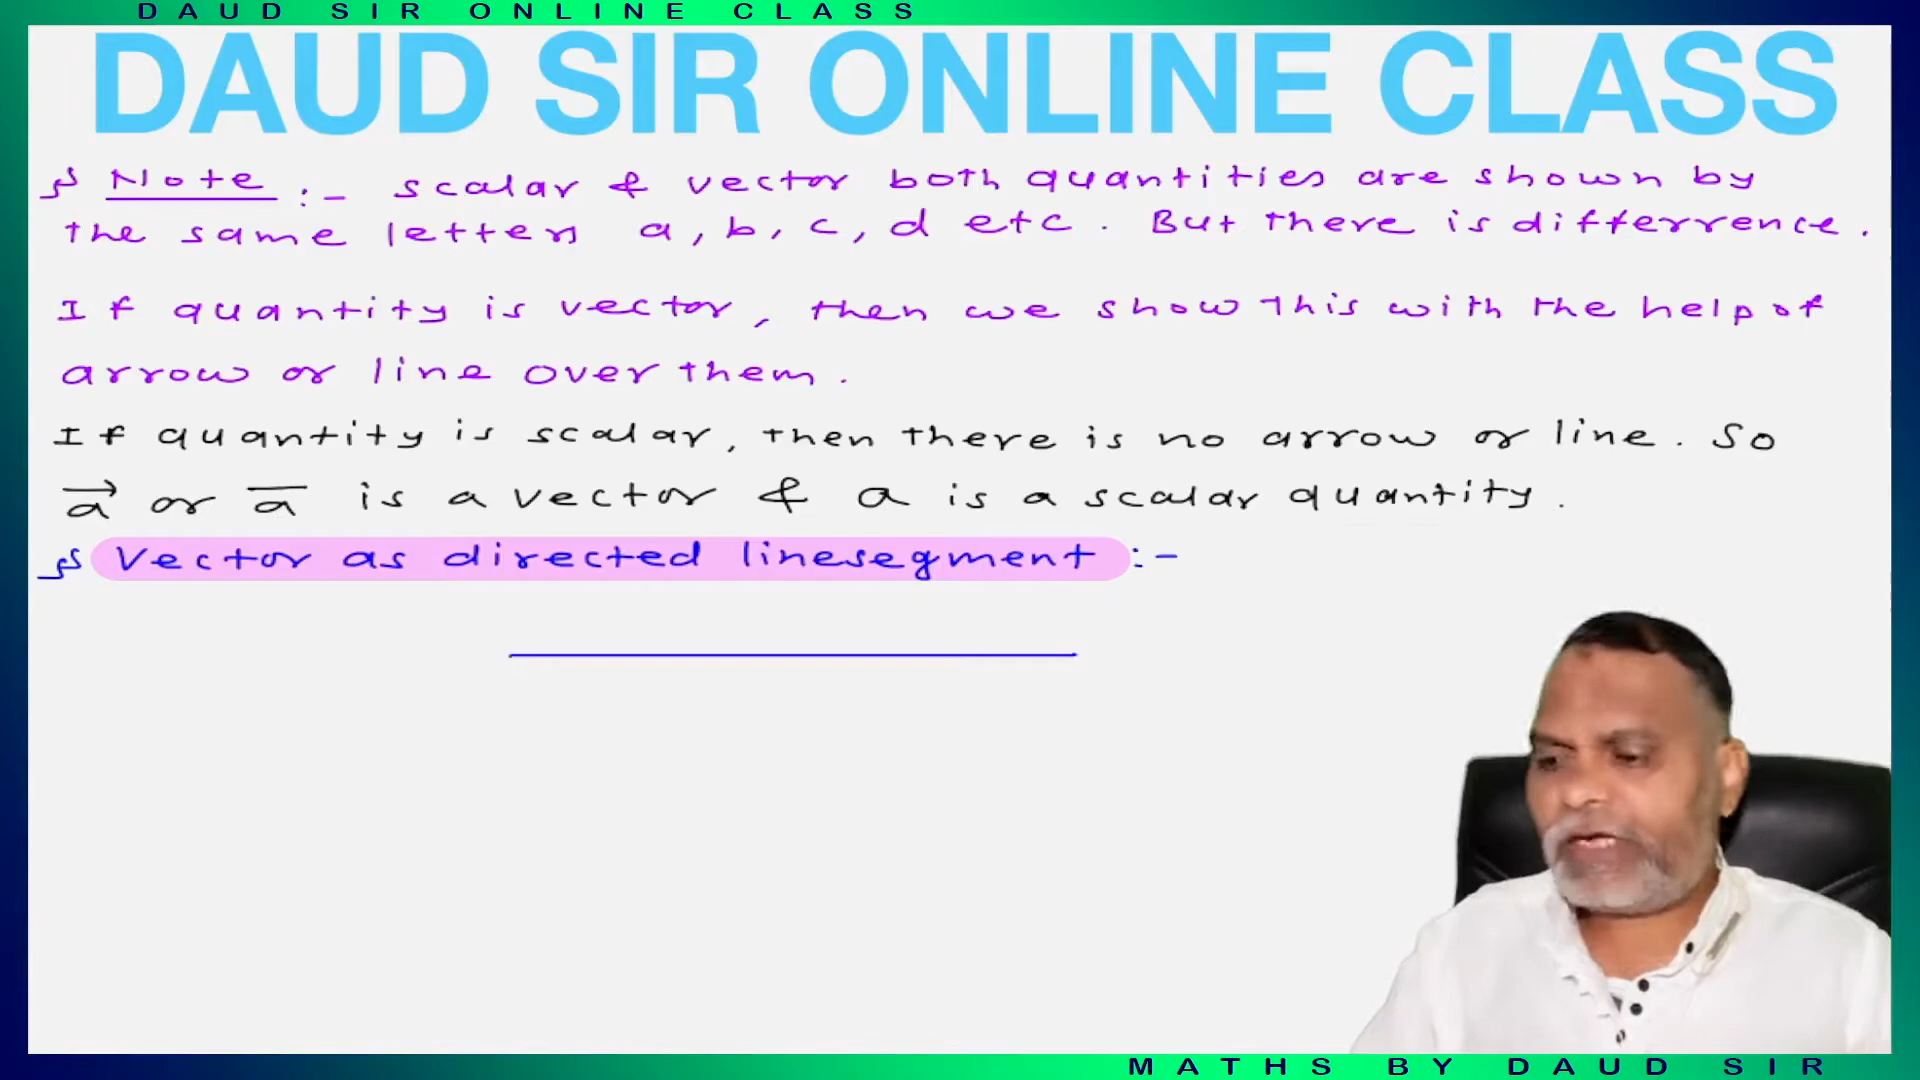 DAUD SIR ONLINE CLASS
DAUD SIR ONLINE CLASS
Note :- scalar & vector both quantities are shown by
the same letters a, b, c, d etc. But there is differrence.
If quantity is vector, then we show this with the help of
arrow or line over them.
If quantity is scalar, then there is no arrow or line. So
a⃗ or a̅ is a vector & a is a scalar quantity.
Vector as directed linesegment :-
MATHS BY DAUD SIR